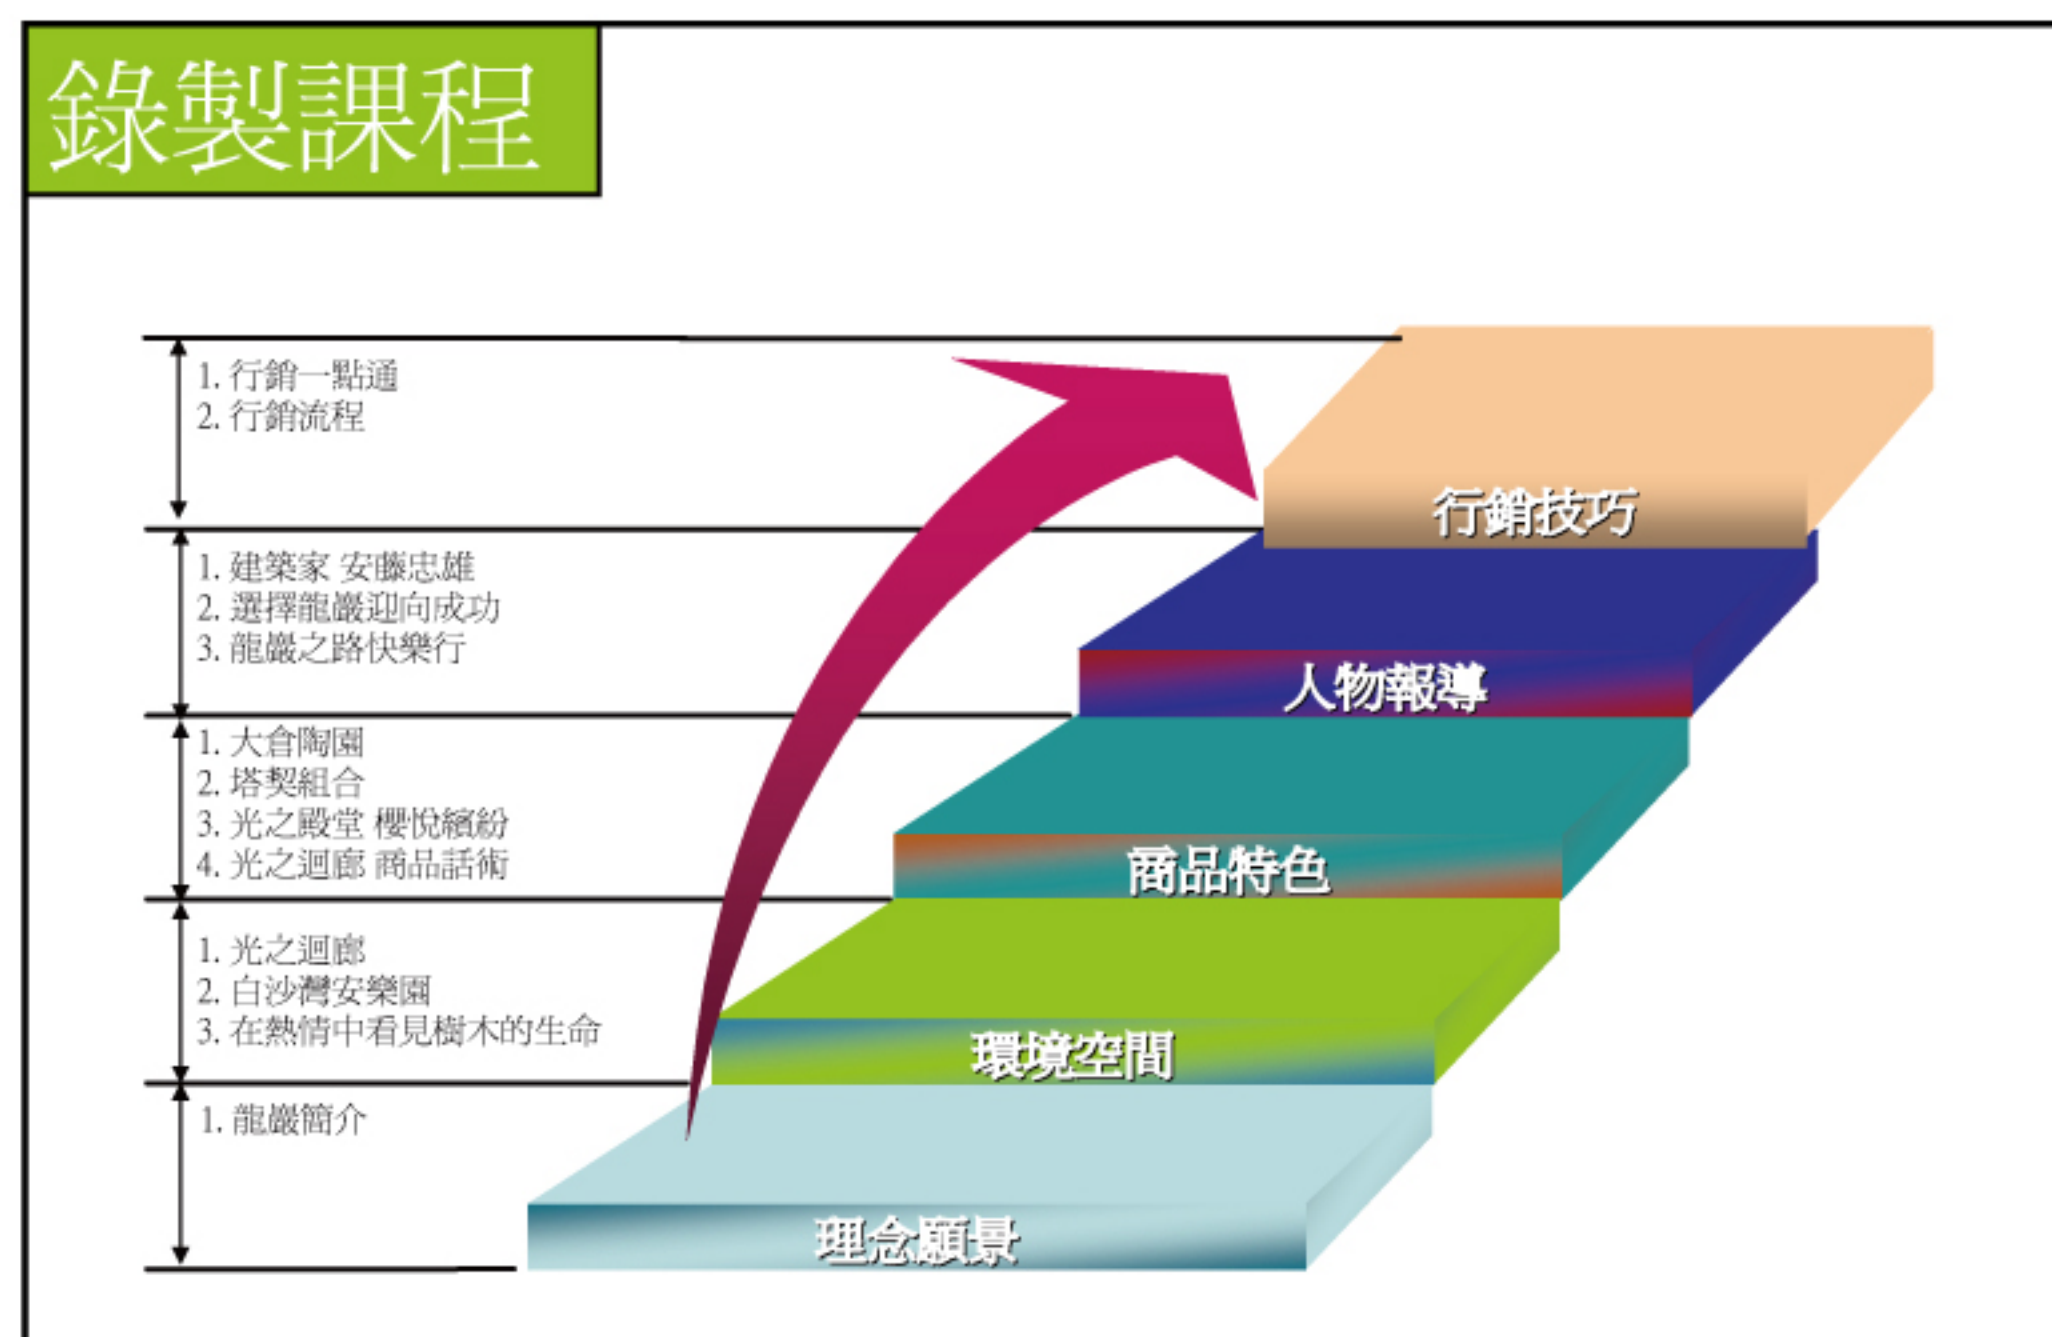 錄製課程
1. 行銷一點通
2. 行銷流程
行銷技巧
1. 建築家 安藤忠雄
2. 選擇龍巖迎向成功
3. 龍巖之路快樂行
人物報導
1. 大倉陶園
2. 塔契組合
3. 光之殿堂 櫻悅繽紛
4. 光之迴廊 商品話術
商品特色
1. 光之迴廊
2. 白沙灣安樂園
3. 在熱情中看見樹木的生命
環境空間
1. 龍巖簡介
理念願景